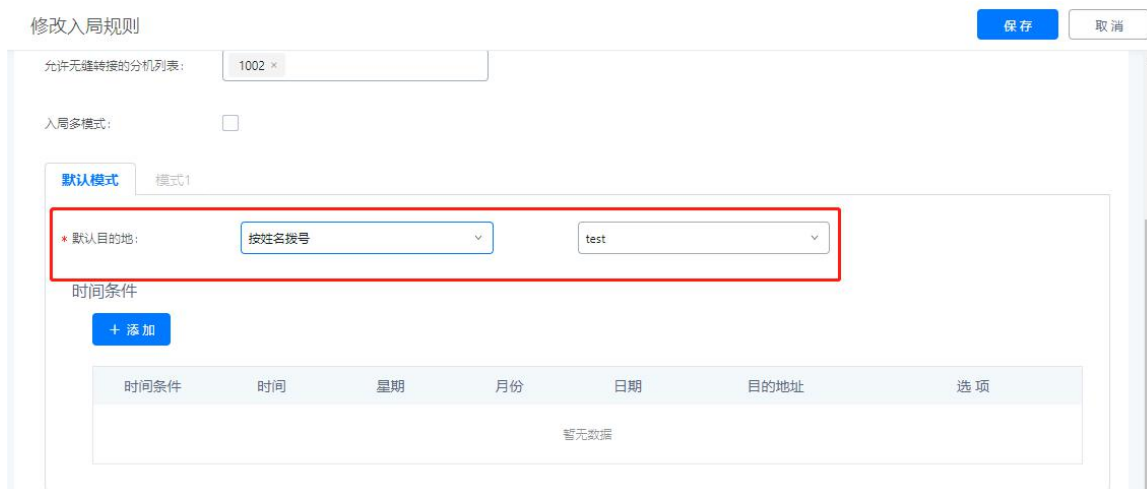 修改入局规则 保存 取消
允许无缝转接的分机列表: 1002 ×
入局多模式:
默认模式 模式1
* 默认目的地: 按姓名拨号 test
时间条件
+ 添加
时间条件 时间 星期 月份 日期 目的地址 选项
暂无数据